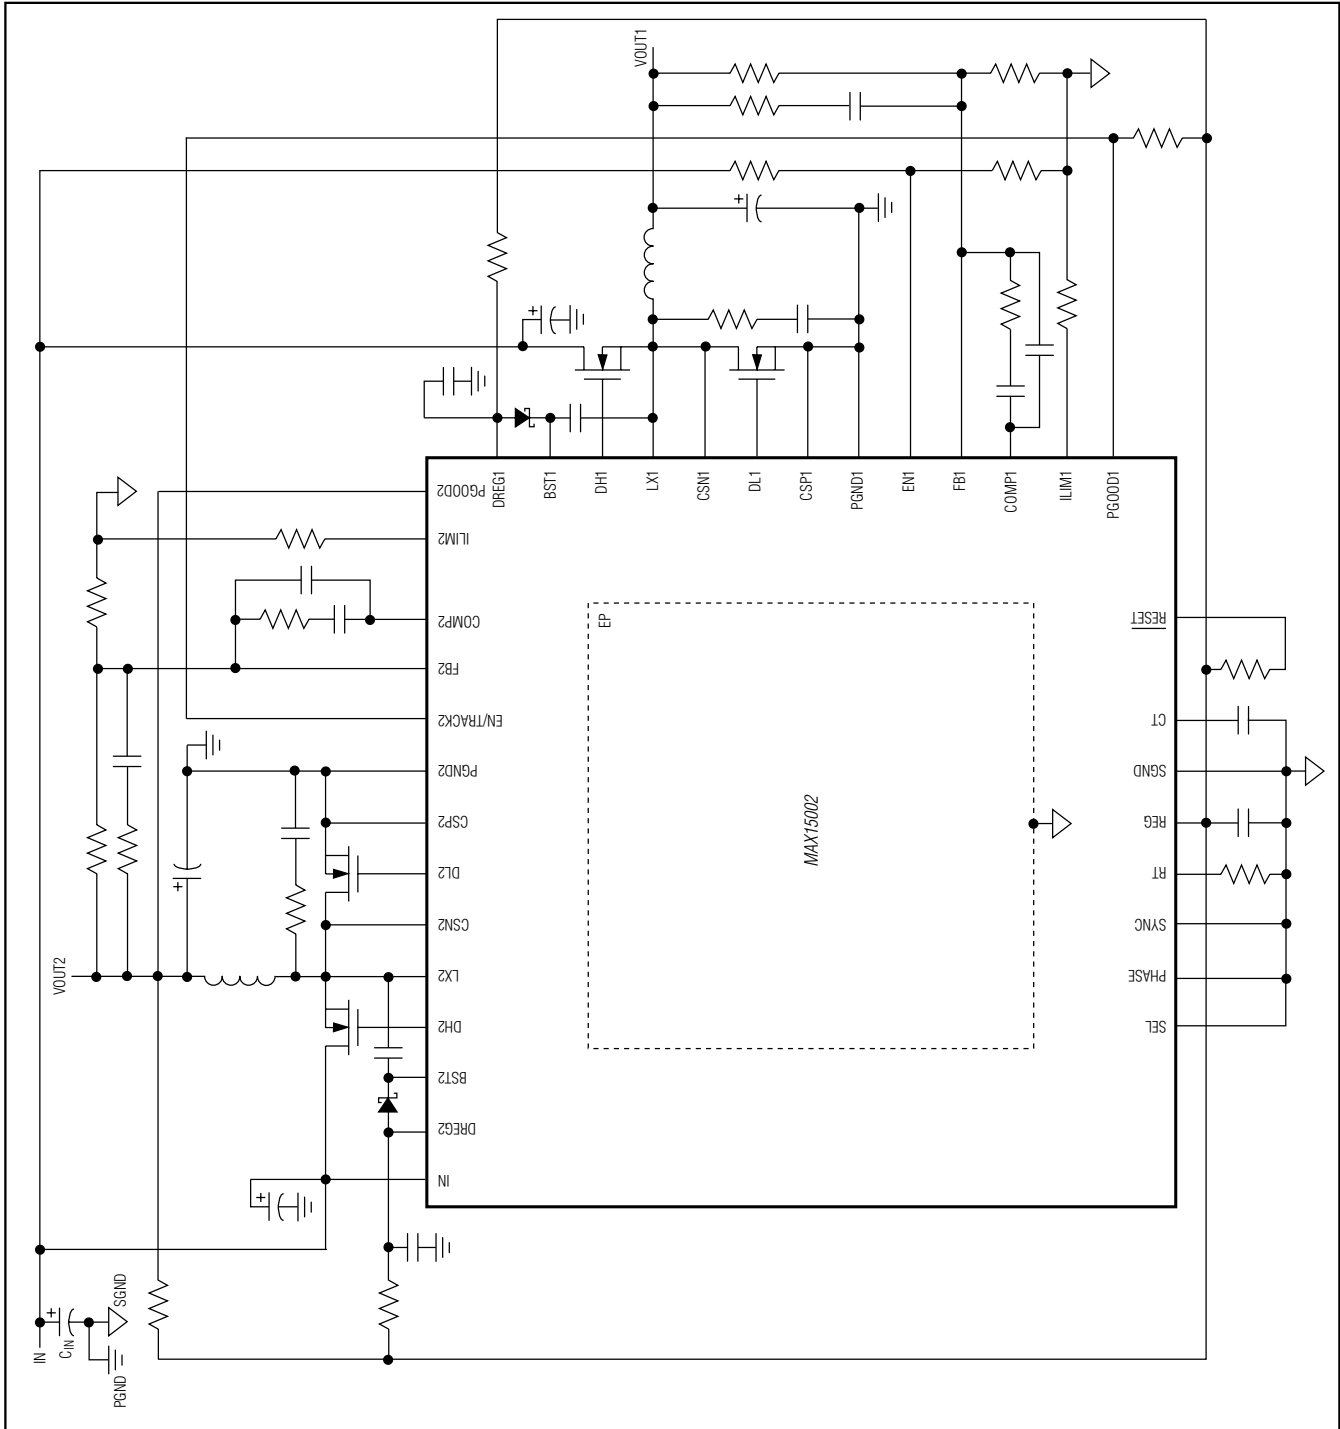 VOUT1
DREG1
BST1
DH1
LX1
CSN1
DL1
CSP1
PGND1
EN1
FB1
COMP1
ILIM1
PGOOD1
PGOOD2
ILIM2
COMP2
FB2
EN/TRACK2
PGND2
CSP2
DL2
CSN2
LX2
DH2
BST2
DREG2
IN
EP
MAX15002
RESET
CT
SGND
REG
RT
SYNC
PHASE
SEL
VOUT2
+
+
+
+
+
IN
CIN
SGND
PGND